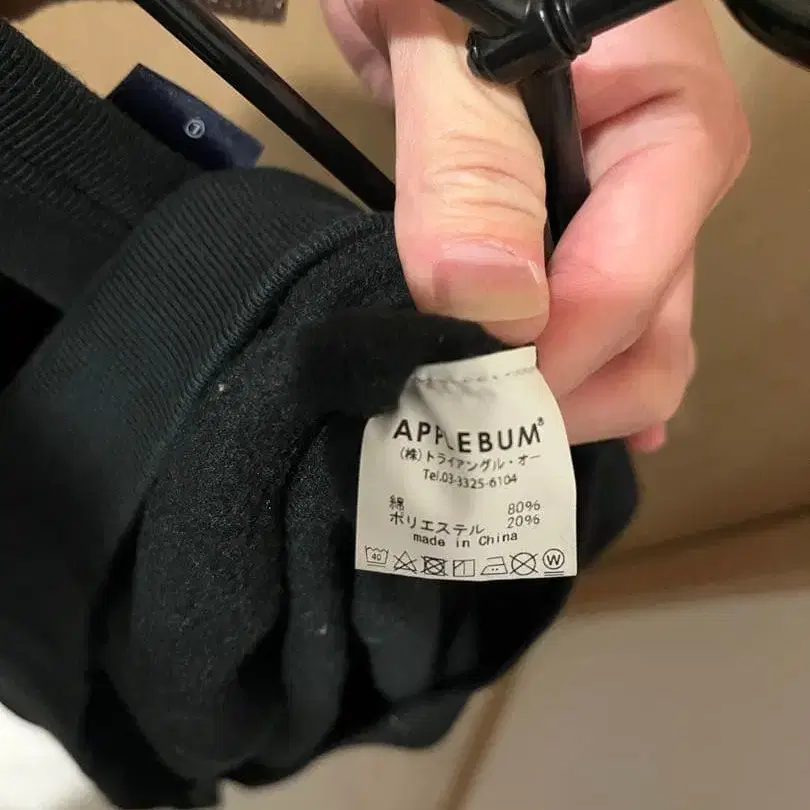 L
APPLEBUM®
(株)トライアングル・オー
Tel.03-3325-6104
綿 80%
ポリエステル 20%
made in China
40 W